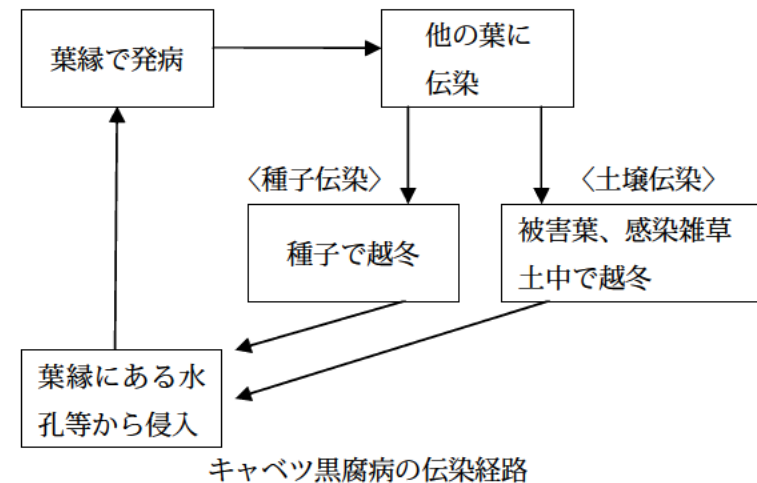 葉縁で発病
他の葉に
伝染
〈種子伝染〉
〈土壌伝染〉
種子で越冬
被害葉、感染雑草
土中で越冬
葉縁にある水
孔等から侵入
キャベツ黒腐病の伝染経路